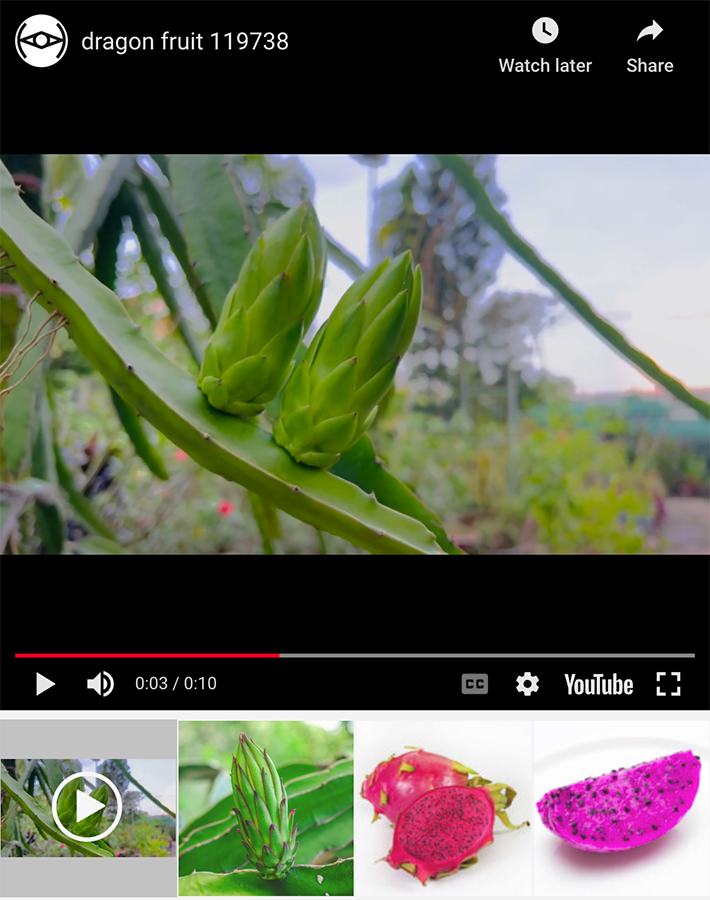 dragon fruit 119738
Watch later
Share
0:03 / 0:10
CC
YouTube